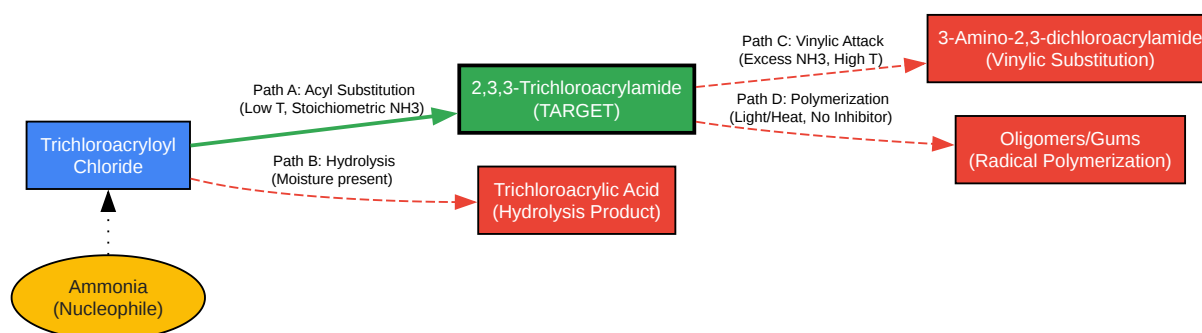 Trichloroacryloyl
Chloride
Ammonia
(Nucleophile)
Path A: Acyl Substitution
(Low T, Stoichiometric NH3)
Path B: Hydrolysis
(Moisture present)
2,3,3-Trichloroacrylamide
(TARGET)
Trichloroacrylic Acid
(Hydrolysis Product)
Path C: Vinylic Attack
(Excess NH3, High T)
Path D: Polymerization
(Light/Heat, No Inhibitor)
3-Amino-2,3-dichloroacrylamide
(Vinylic Substitution)
Oligomers/Gums
(Radical Polymerization)